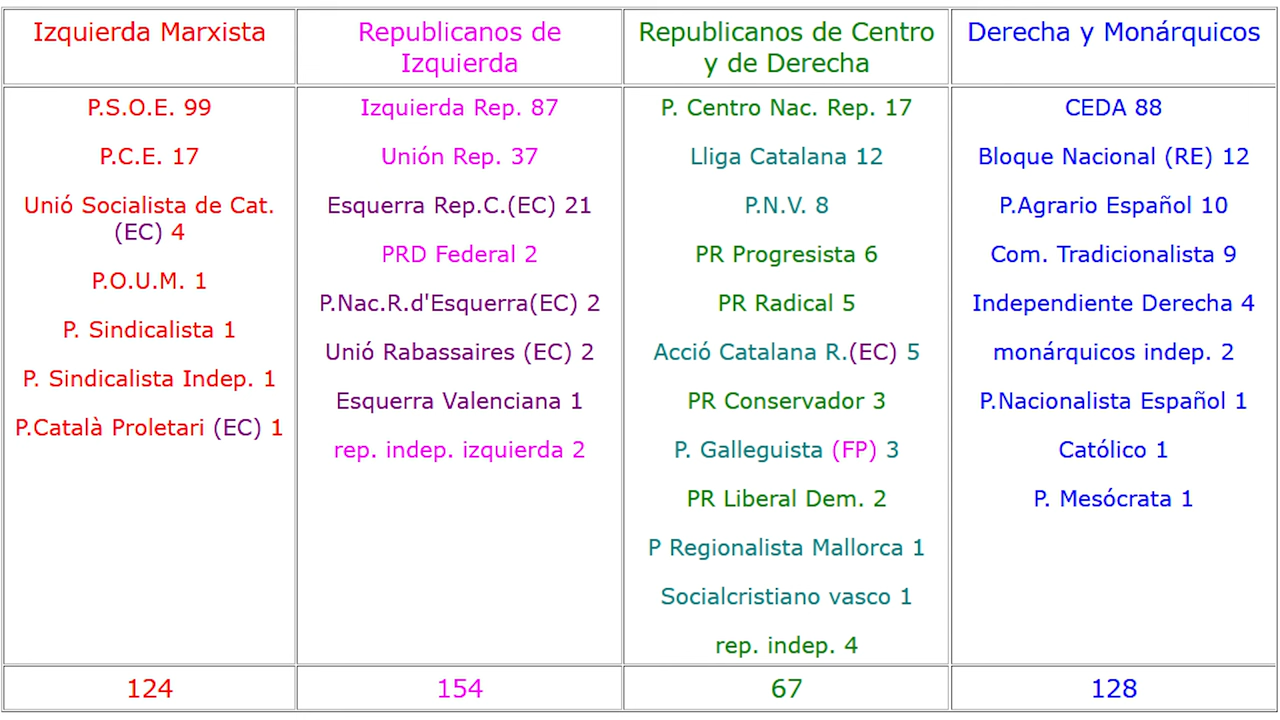 Izquierda Marxista
Republicanos de
Izquierda
Republicanos de Centro
y de Derecha
Derecha y Monárquicos
P.S.O.E. 99
P.C.E. 17
Unió Socialista de Cat.
(EC) 4
P.O.U.M. 1
P. Sindicalista 1
P. Sindicalista Indep. 1
P.Català Proletari (EC) 1
Izquierda Rep. 87
Unión Rep. 37
Esquerra Rep.C.(EC) 21
PRD Federal 2
P.Nac.R.d'Esquerra(EC) 2
Unió Rabassaires (EC) 2
Esquerra Valenciana 1
rep. indep. izquierda 2
P. Centro Nac. Rep. 17
Lliga Catalana 12
P.N.V. 8
PR Progresista 6
PR Radical 5
Acció Catalana R.(EC) 5
PR Conservador 3
P. Galleguista (FP) 3
PR Liberal Dem. 2
P Regionalista Mallorca 1
Socialcristiano vasco 1
rep. indep. 4
CEDA 88
Bloque Nacional (RE) 12
P.Agrario Español 10
Com. Tradicionalista 9
Independiente Derecha 4
monárquicos indep. 2
P.Nacionalista Español 1
Católico 1
P. Mesócrata 1
124
154
67
128